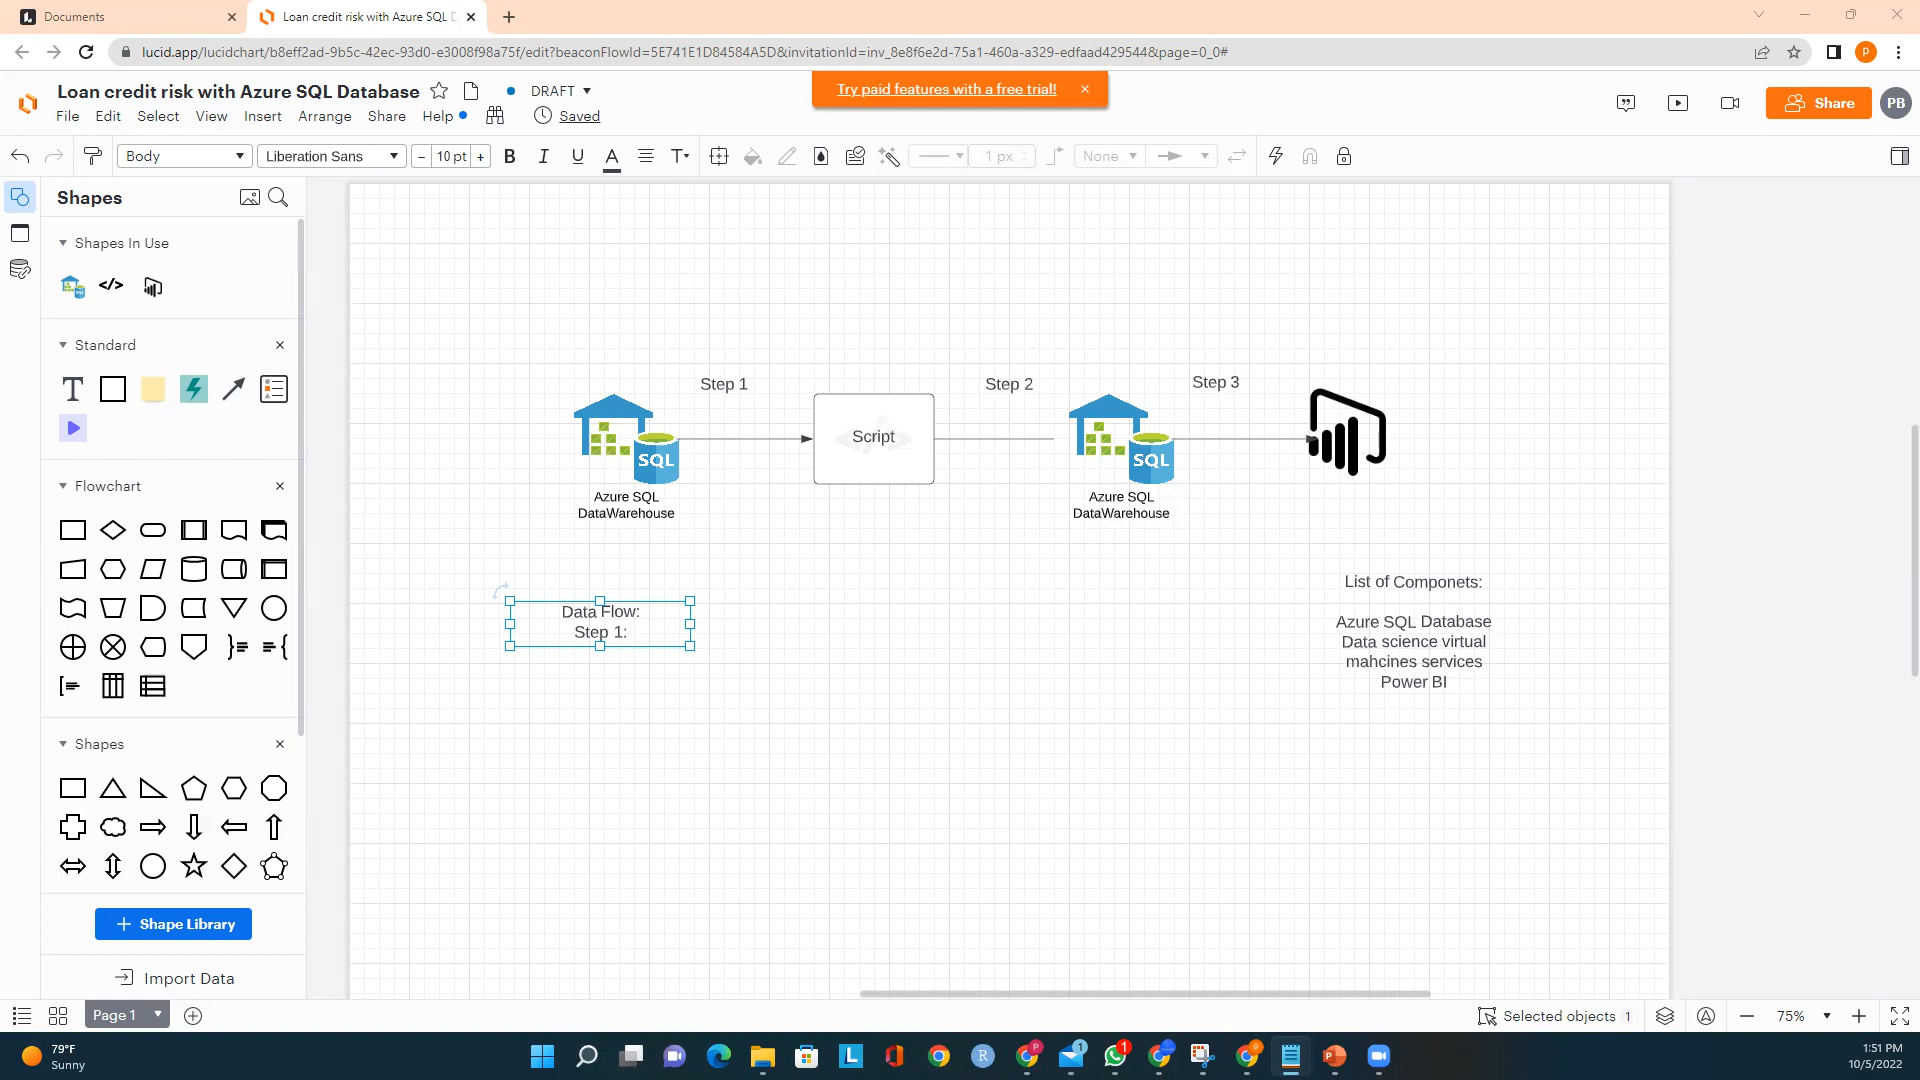 Documents
Loan credit risk with Azure SQL D
lucid.app/lucidchart/b8eff2ad-9b5c-42ec-93d0-e3008f98a75f/edit?beaconFlowId=5E741E1D84584A5D&invitationId=inv_8e8f6e2d-75a1-460a-a329-edfaad429544&page=0_0#
P
Loan credit risk with Azure SQL Database
DRAFT
Try paid features with a free trial!
File Edit Select View Insert Arrange Share Help
Saved
Share
PB
Body
Liberation Sans
10 pt
B I U A T
1 px
None
Shapes
Shapes In Use
Standard
T
Flowchart
Shapes
Shape Library
Import Data
Step 1
Step 2
Step 3
Script
SQL
SQL
Azure SQL
DataWarehouse
Azure SQL
DataWarehouse
Data Flow:
Step 1:
List of Componets:
Azure SQL Database
Data science virtual
mahcines services
Power BI
Page 1
Selected objects 1
75%
79°F
Sunny
1:51 PM
10/5/2022